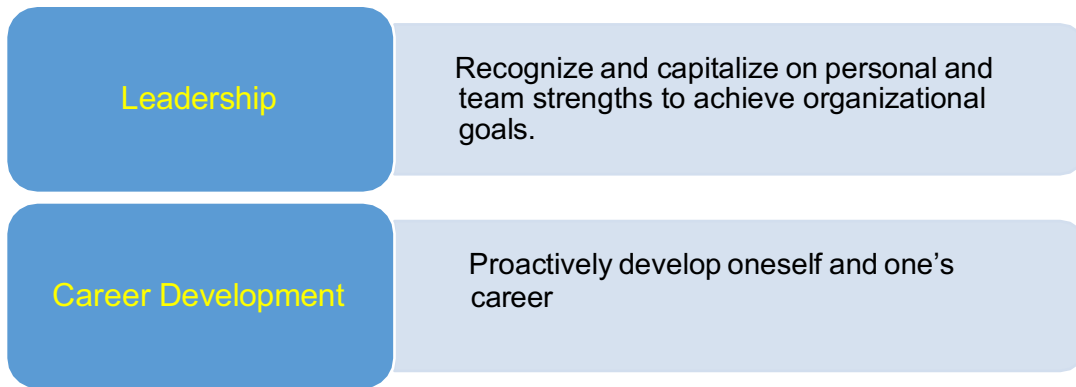 Leadership
Recognize and capitalize on personal and
team strengths to achieve organizational
goals.
Career Development
Proactively develop oneself and one’s
career